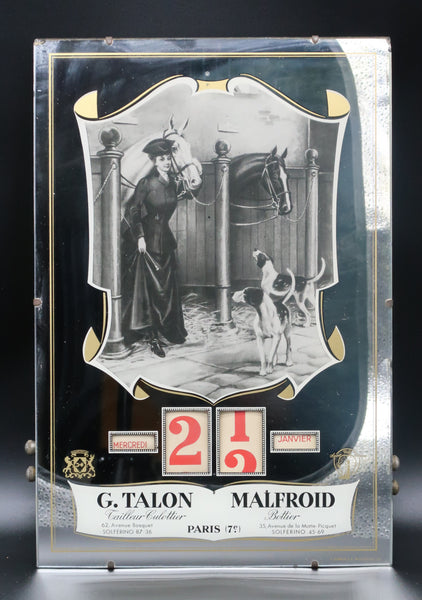 MERCREDI 2 1 JANVIER
2
G. TALON MALFROID
Tailleur Culottier Bottier
62, Avenue Bosquet PARIS (7e) 35, Avenue de la Motte-Picquet
SOLFERINO 87-36 SOLFERINO 45-69